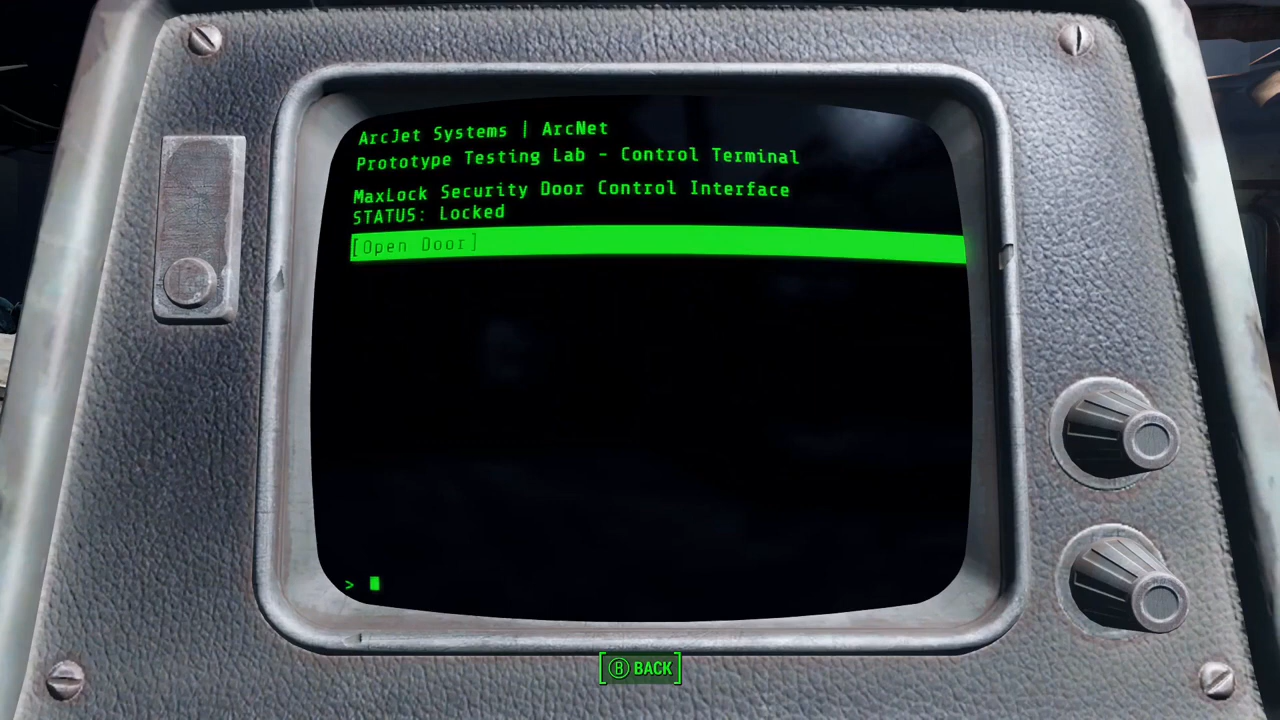 ArcJet Systems | ArcNet
Prototype Testing Lab - Control Terminal
MaxLock Security Door Control Interface
STATUS: Locked
[Open Door]
>
Ⓑ BACK